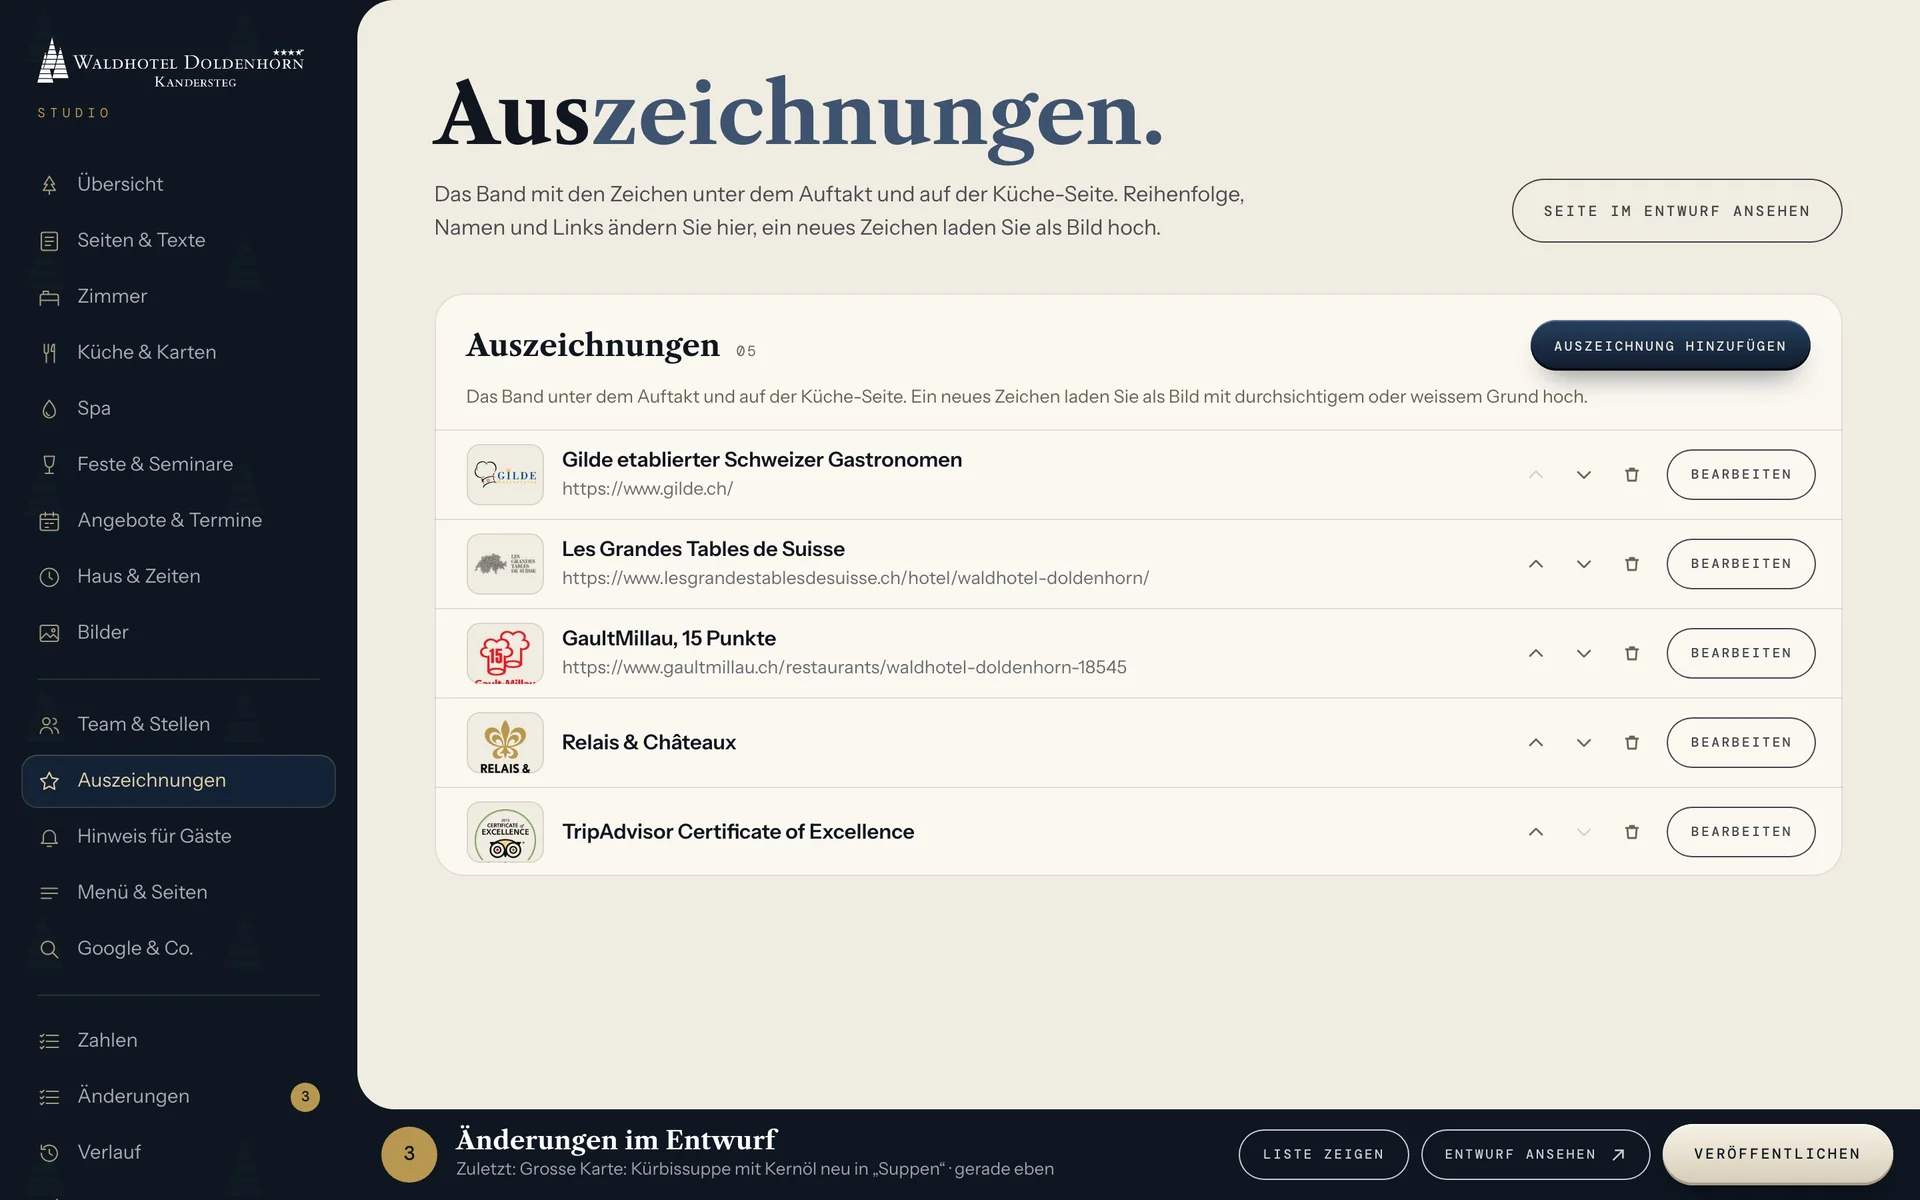 WALDHOTEL DOLDENHORN
KANDERSTEG
STUDIO
Übersicht
Seiten & Texte
Zimmer
Küche & Karten
Spa
Feste & Seminare
Angebote & Termine
Haus & Zeiten
Bilder
Team & Stellen
Auszeichnungen
Hinweis für Gäste
Menü & Seiten
Google & Co.
Zahlen
Änderungen
3
Verlauf
Auszeichnungen.
Das Band mit den Zeichen unter dem Auftakt und auf der Küche-Seite. Reihenfolge,
Namen und Links ändern Sie hier, ein neues Zeichen laden Sie als Bild hoch.
SEITE IM ENTWURF ANSEHEN
Auszeichnungen 05
AUSZEICHNUNG HINZUFÜGEN
Das Band unter dem Auftakt und auf der Küche-Seite. Ein neues Zeichen laden Sie als Bild mit durchsichtigem oder weissem Grund hoch.
GILDE
Gilde etablierter Schweizer Gastronomen
https://www.gilde.ch/
BEARBEITEN
LES
GRANDES
TABLES
DE SUISSE
Les Grandes Tables de Suisse
https://www.lesgrandestablesdesuisse.ch/hotel/waldhotel-doldenhorn/
BEARBEITEN
15
Gault-Millau
GaultMillau, 15 Punkte
https://www.gaultmillau.ch/restaurants/waldhotel-doldenhorn-18545
BEARBEITEN
RELAIS &
Relais & Châteaux
BEARBEITEN
CERTIFICATE of
EXCELLENCE
TripAdvisor Certificate of Excellence
BEARBEITEN
3
Änderungen im Entwurf
Zuletzt: Grosse Karte: Kürbissuppe mit Kernöl neu in „Suppen“ · gerade eben
LISTE ZEIGEN
ENTWURF ANSEHEN
VERÖFFENTLICHEN